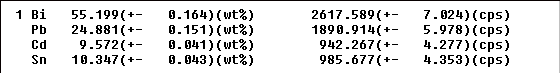 1 Bi 55.199(+- 0.164)(wt%) 2617.589(+- 7.024)(cps)
Pb 24.881(+- 0.151)(wt%) 1890.914(+- 5.978)(cps)
Cd 9.572(+- 0.041)(wt%) 942.267(+- 4.277)(cps)
Sn 10.347(+- 0.043)(wt%) 985.677(+- 4.353)(cps)